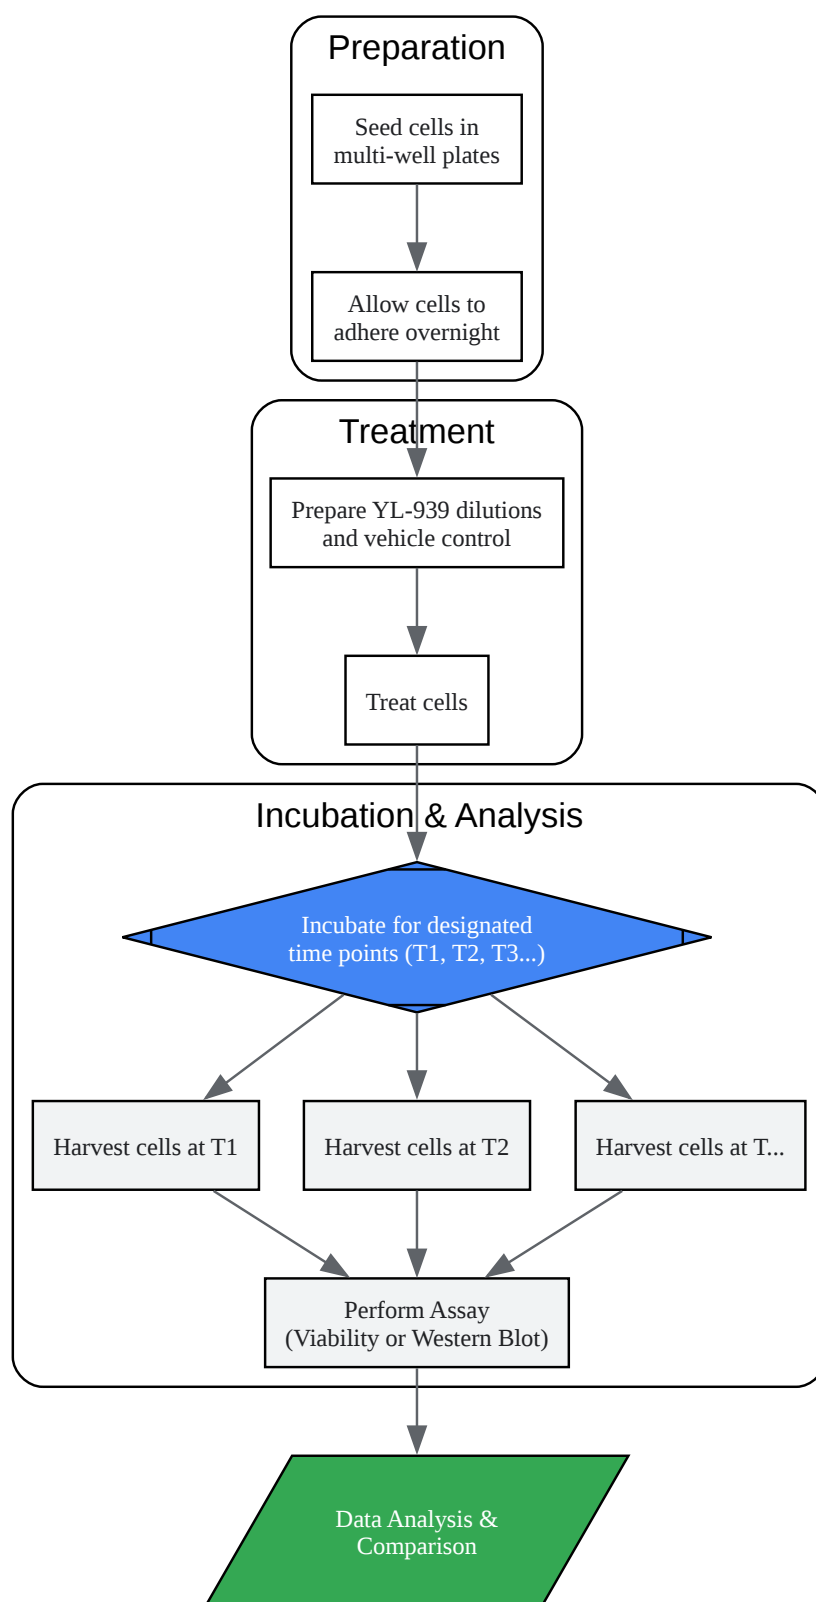 Preparation
Seed cells in
multi-well plates
Allow cells to
adhere overnight
Treatment
Prepare YL-939 dilutions
and vehicle control
Treat cells
Incubation & Analysis
Incubate for designated
time points (T1, T2, T3...)
Harvest cells at T1
Harvest cells at T2
Harvest cells at T...
Perform Assay
(Viability or Western Blot)
Data Analysis &
Comparison